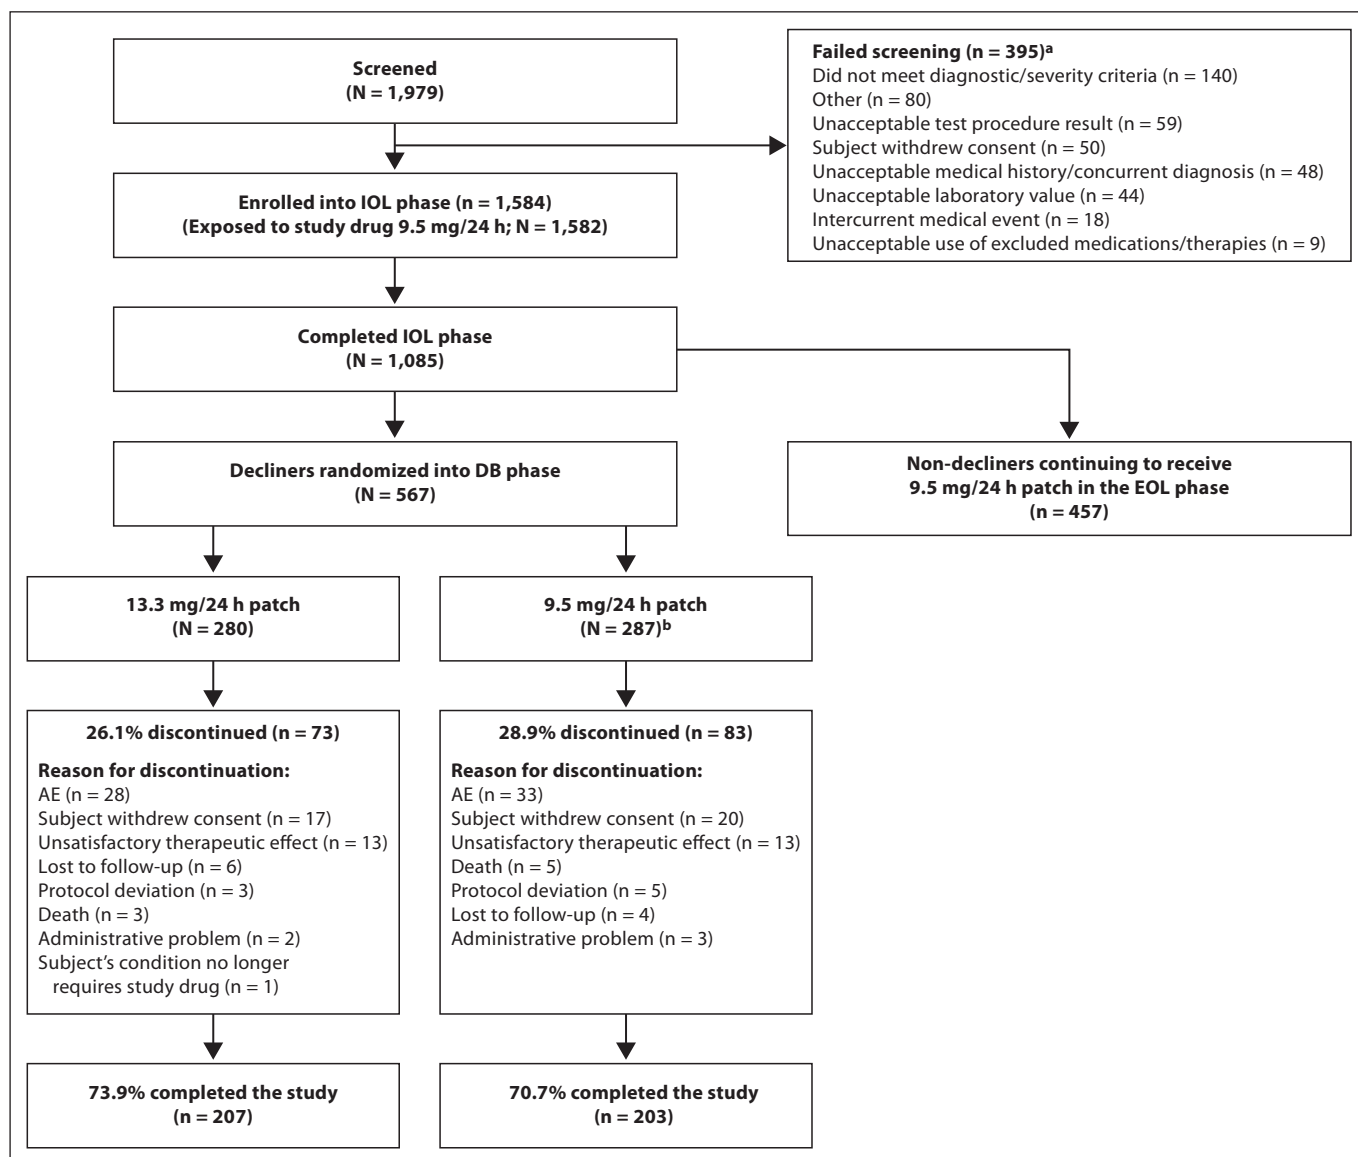 Screened
(N = 1,979)
Failed screening (n = 395)ᵃ
Did not meet diagnostic/severity criteria (n = 140)
Other (n = 80)
Unacceptable test procedure result (n = 59)
Subject withdrew consent (n = 50)
Unacceptable medical history/concurrent diagnosis (n = 48)
Unacceptable laboratory value (n = 44)
Intercurrent medical event (n = 18)
Unacceptable use of excluded medications/therapies (n = 9)
Enrolled into IOL phase (n = 1,584)
(Exposed to study drug 9.5 mg/24 h; N = 1,582)
Completed IOL phase
(N = 1,085)
Decliners randomized into DB phase
(N = 567)
Non-decliners continuing to receive
9.5 mg/24 h patch in the EOL phase
(n = 457)
13.3 mg/24 h patch
(N = 280)
9.5 mg/24 h patch
(N = 287)ᵇ
26.1% discontinued (n = 73)
Reason for discontinuation:
AE (n = 28)
Subject withdrew consent (n = 17)
Unsatisfactory therapeutic effect (n = 13)
Lost to follow-up (n = 6)
Protocol deviation (n = 3)
Death (n = 3)
Administrative problem (n = 2)
Subject's condition no longer
requires study drug (n = 1)
28.9% discontinued (n = 83)
Reason for discontinuation:
AE (n = 33)
Subject withdrew consent (n = 20)
Unsatisfactory therapeutic effect (n = 13)
Death (n = 5)
Protocol deviation (n = 5)
Lost to follow-up (n = 4)
Administrative problem (n = 3)
73.9% completed the study
(n = 207)
70.7% completed the study
(n = 203)